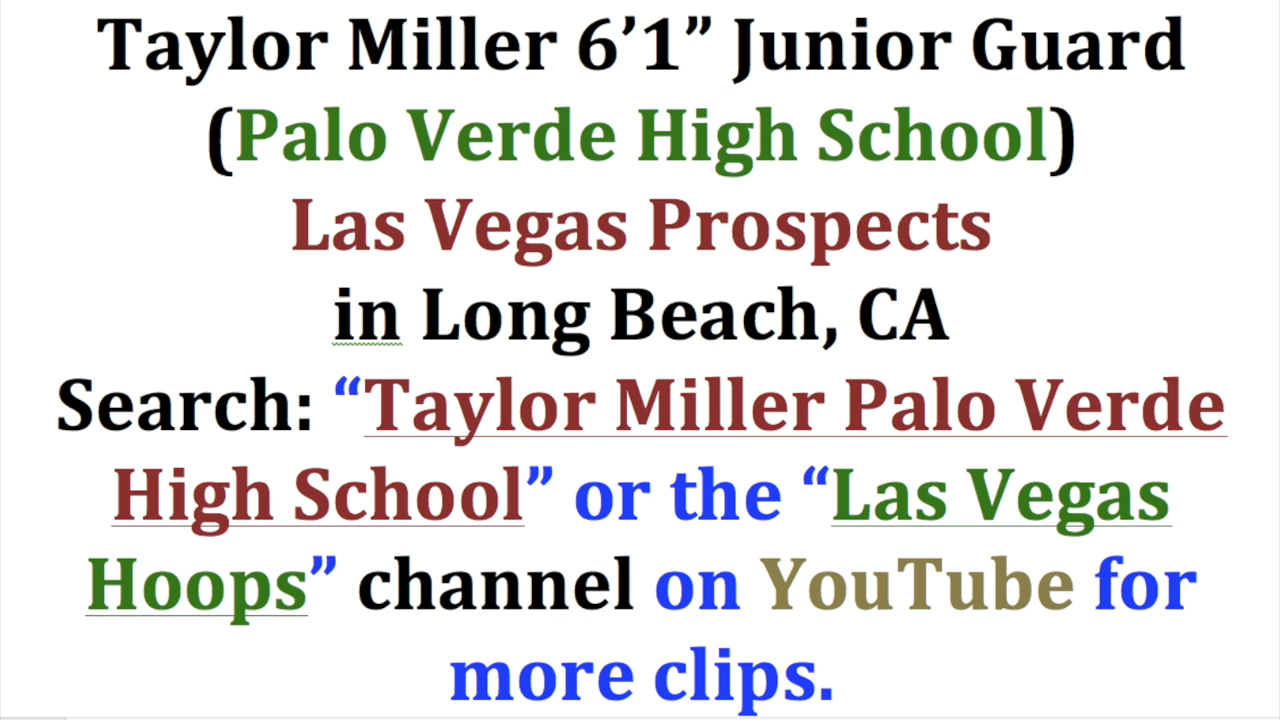 Taylor Miller 6’1” Junior Guard
(Palo Verde High School)
Las Vegas Prospects
in Long Beach, CA
Search: “Taylor Miller Palo Verde
High School” or the “Las Vegas
Hoops” channel on YouTube for
more clips.